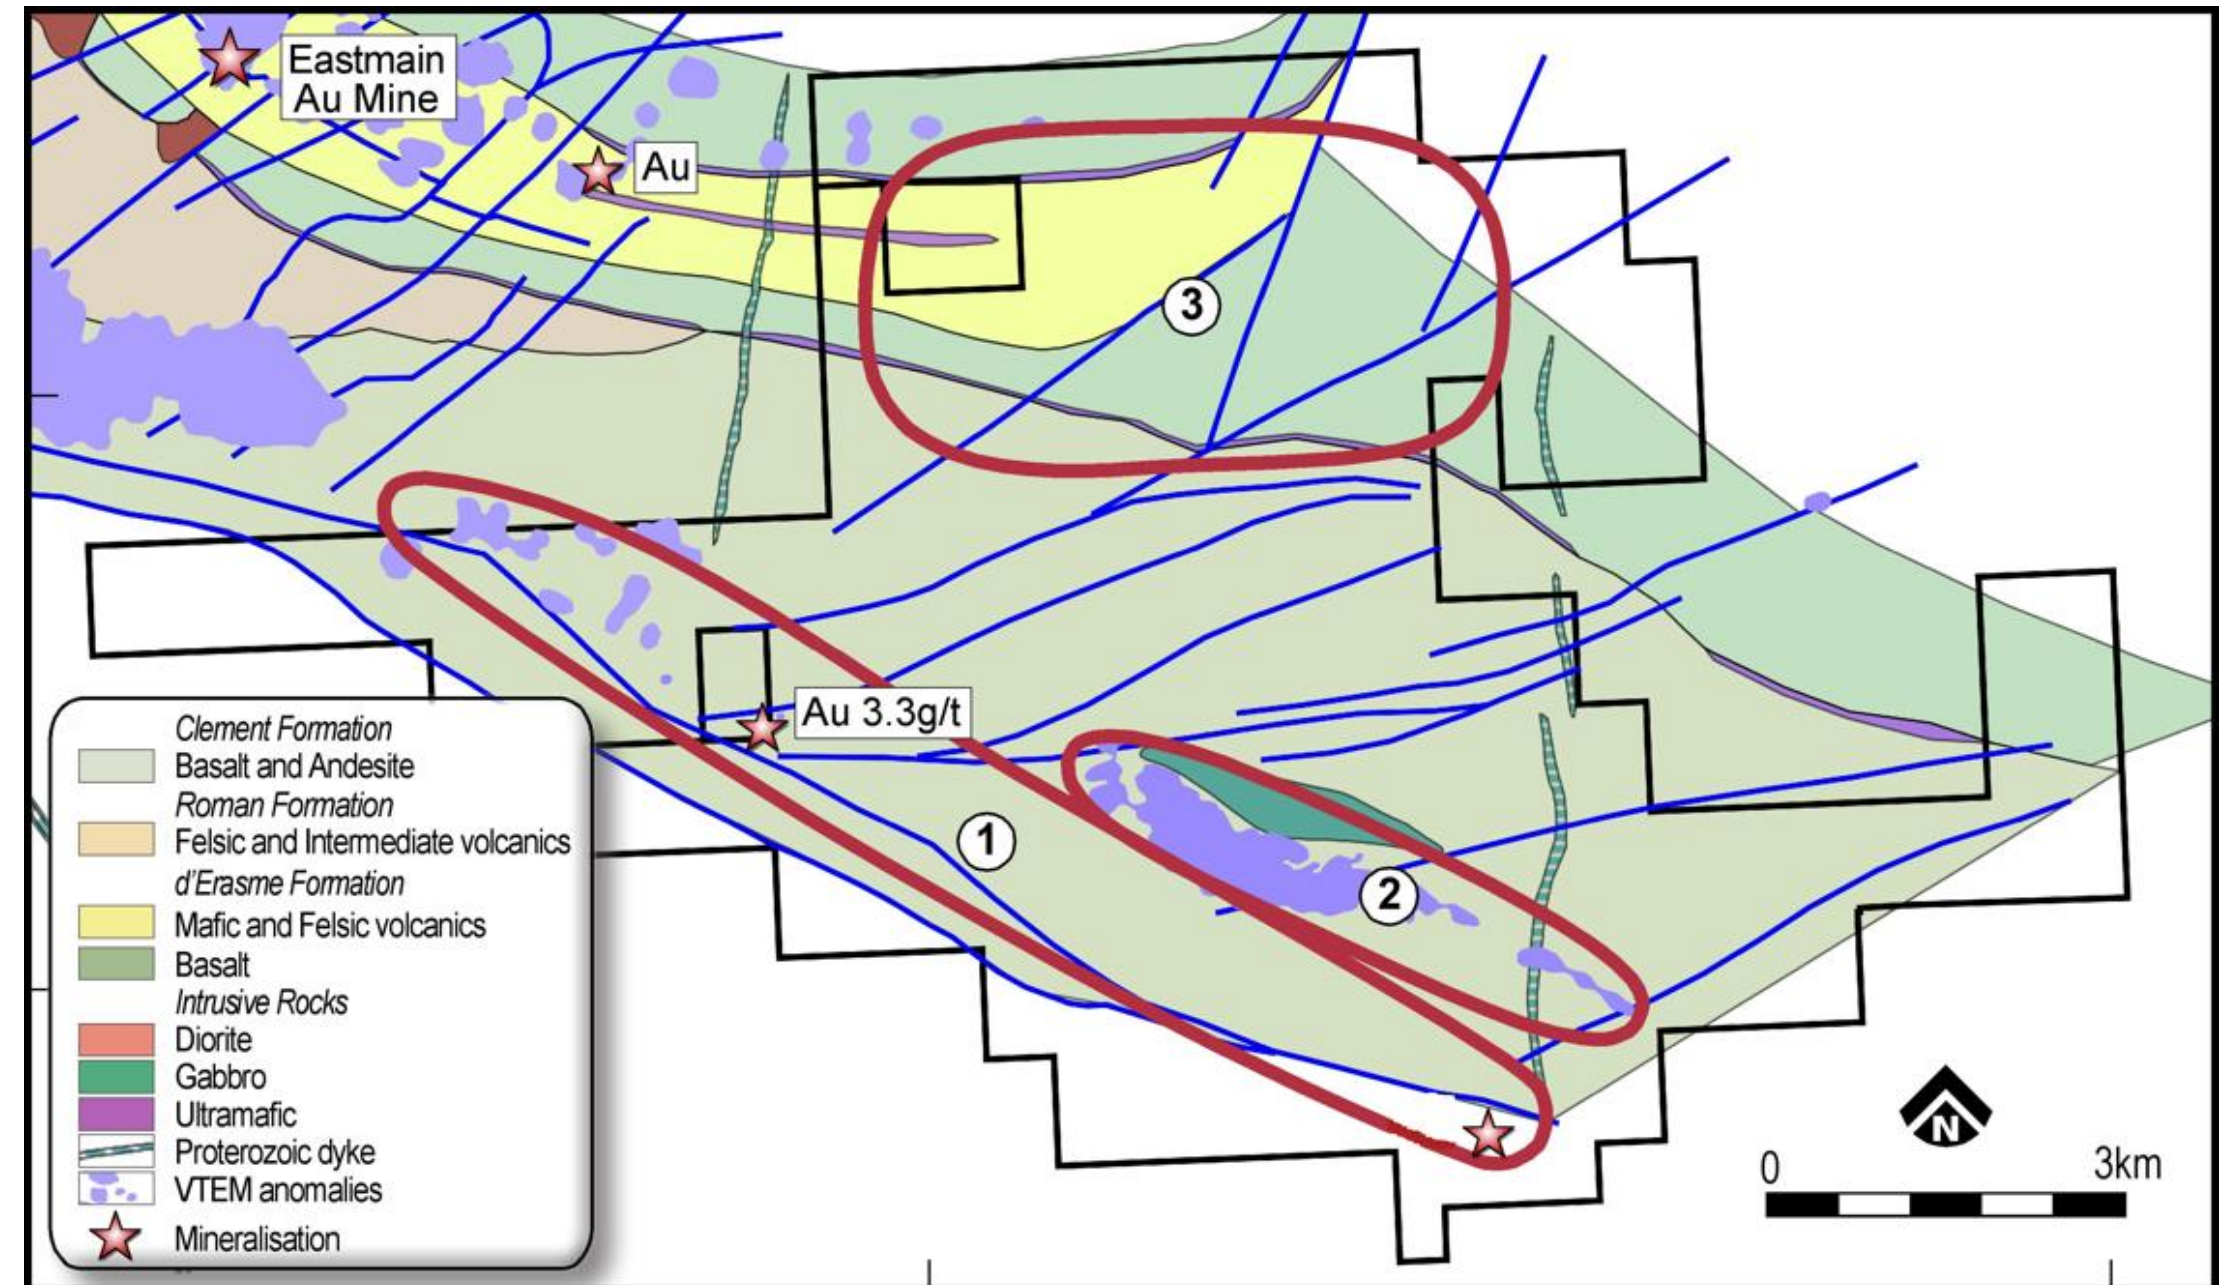 Eastmain
Au Mine
Au
3
Au 3.3g/t
1
2
Clement Formation
Basalt and Andesite
Roman Formation
Felsic and Intermediate volcanics
d'Erasme Formation
Mafic and Felsic volcanics
Basalt
Intrusive Rocks
Diorite
Gabbro
Ultramafic
Proterozoic dyke
VTEM anomalies
Mineralisation
N
0 3km